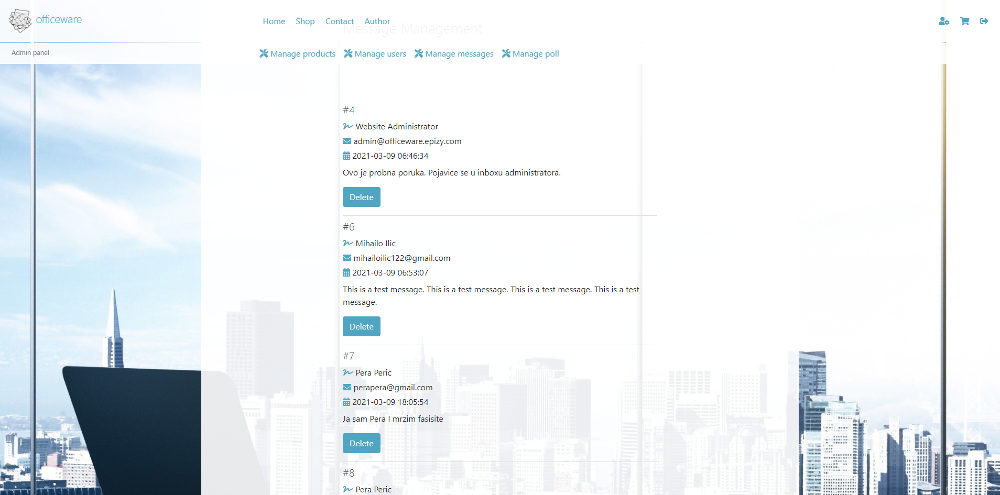 officeware
Home Shop Contact Author
Message Management
Admin panel
Manage products Manage users Manage messages Manage poll
#4
Website Administrator
admin@officeware.epizy.com
2021-03-09 06:46:34
Ovo je probna poruka. Pojavice se u inboxu administratora.
Delete
#6
Mihailo Ilic
mihailoilic122@gmail.com
2021-03-09 06:53:07
This is a test message. This is a test message. This is a test message. This is a test
message.
Delete
#7
Pera Peric
perapera@gmail.com
2021-03-09 18:05:54
Ja sam Pera I mrzim fasisite
Delete
#8
Pera Peric